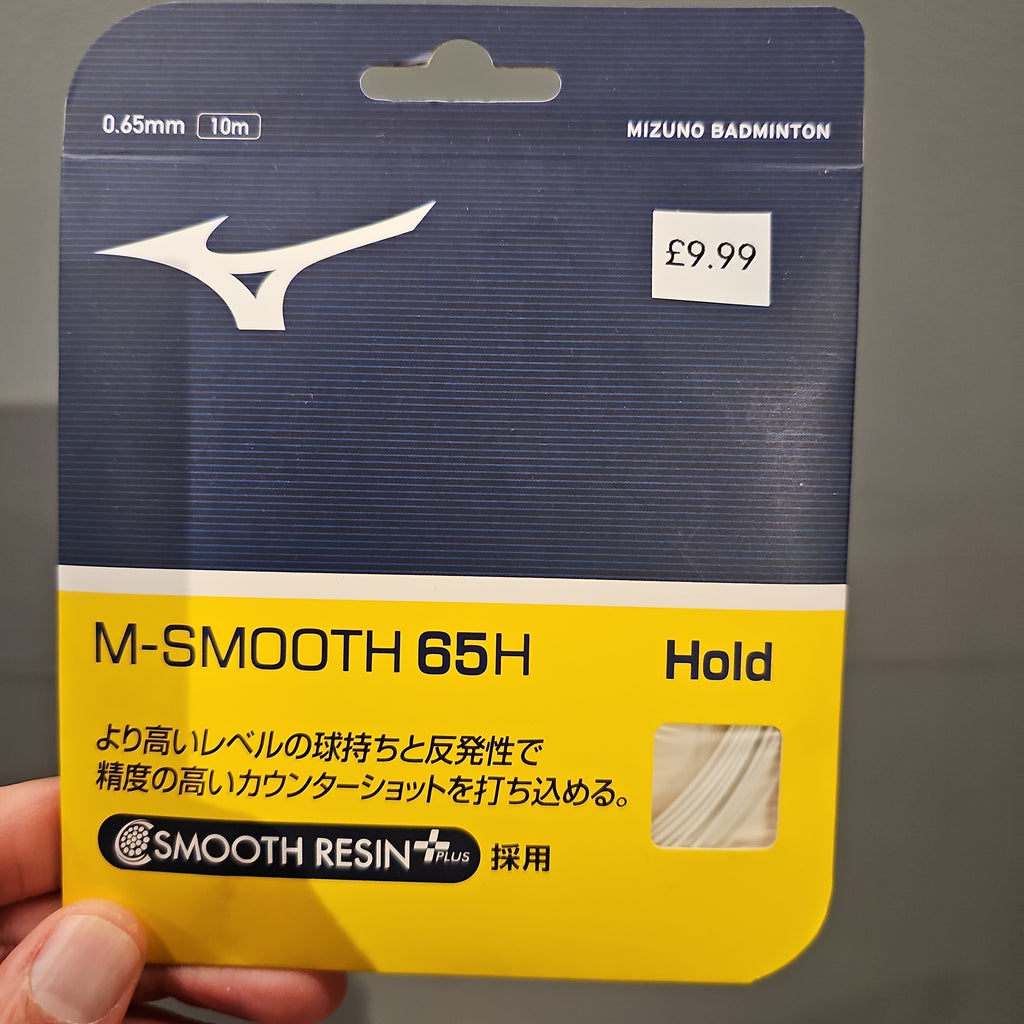 0.65mm 10m
MIZUNO BADMINTON
£9.99
M-SMOOTH 65H
Hold
より高いレベルの球持ちと反発性で
精度の高いカウンターショットを打ち込める。
SMOOTH RESIN+PLUS 採用